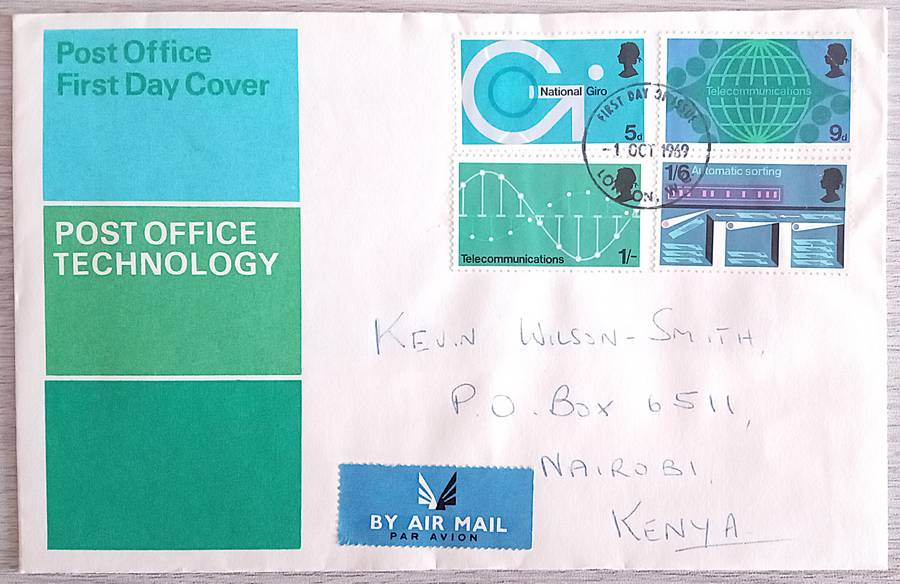 Post Office
First Day Cover
POST OFFICE
TECHNOLOGY
National Giro
5d
Telecommunications
9d
Telecommunications
1/-
1/6 Automatic sorting
FIRST DAY OF ISSUE
-1 OCT 1969
LONDON, W.C.
KEVIN WILSON-SMITH,
P.O. BOX 6511,
NAIROBI,
KENYA
BY AIR MAIL
PAR AVION